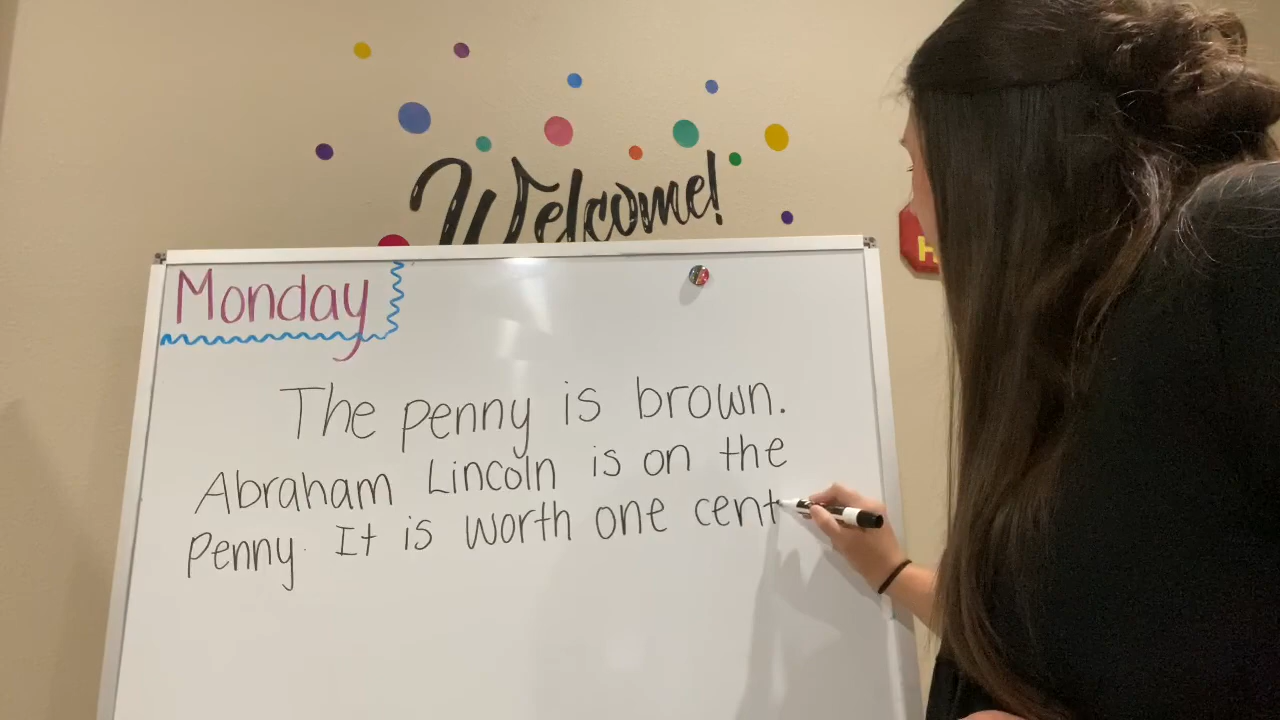 Welcome!
H
Monday
The penny is brown.
Abraham Lincoln is on the
penny. It is worth one cent